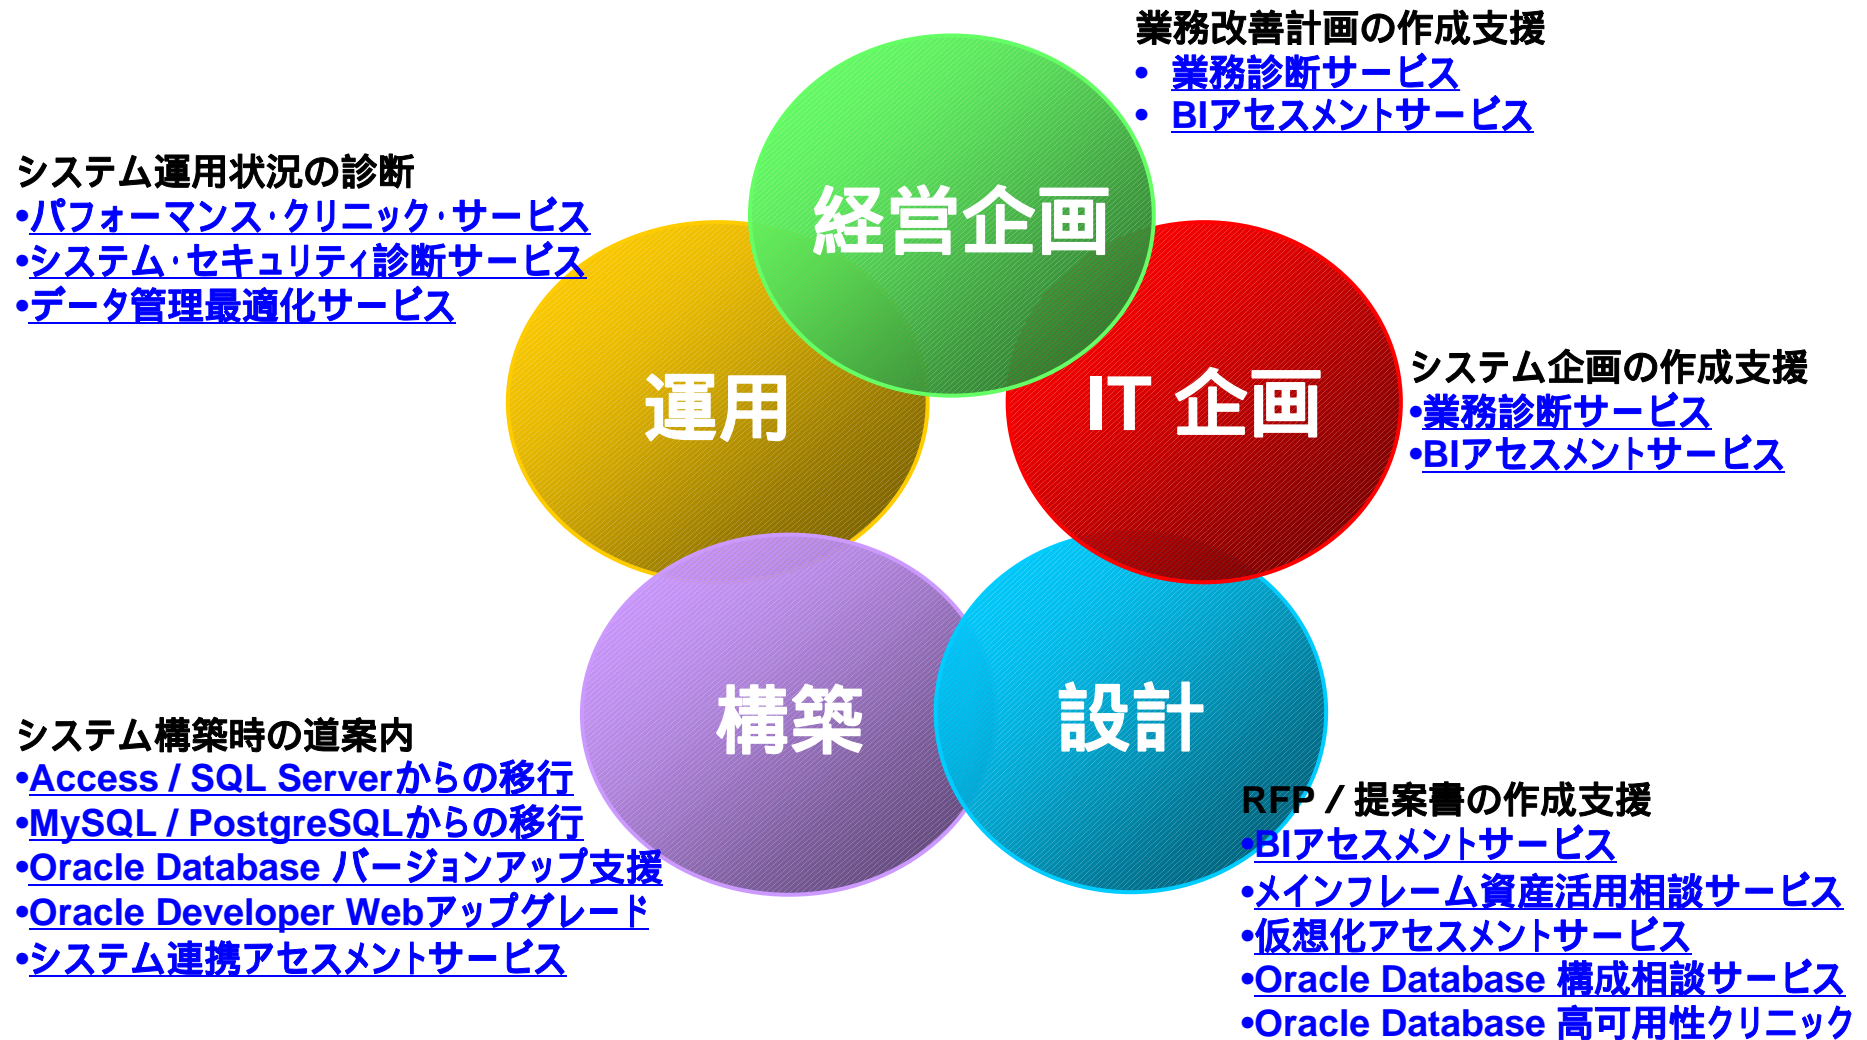 業務改善計画の作成支援
• 業務診断サービス
• BIアセスメントサービス
経営企画
システム運用状況の診断
•パフォーマンス・クリニック・サービス
•システム・セキュリティ診断サービス
•データ管理最適化サービス
運用
IT 企画
システム企画の作成支援
•業務診断サービス
•BIアセスメントサービス
構築
設計
システム構築時の道案内
•Access / SQL Serverからの移行
•MySQL / PostgreSQLからの移行
•Oracle Database バージョンアップ支援
•Oracle Developer Webアップグレード
•システム連携アセスメントサービス
RFP / 提案書の作成支援
•BIアセスメントサービス
•メインフレーム資産活用相談サービス
•仮想化アセスメントサービス
•Oracle Database 構成相談サービス
•Oracle Database 高可用性クリニック